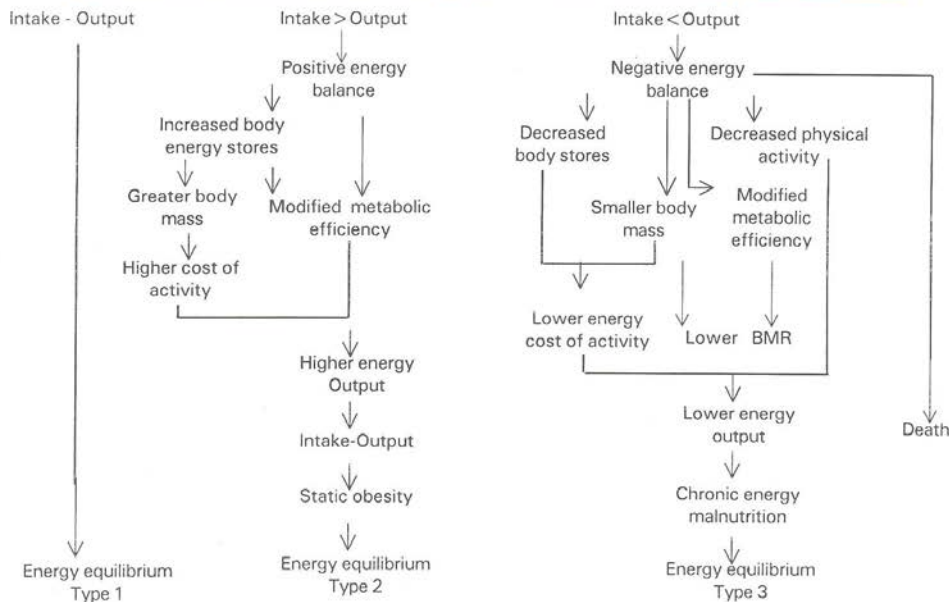 Intake - Output
Intake > Output
Intake < Output
Positive energy
balance
Negative energy
balance
Increased body
energy stores
Decreased
body stores
Decreased physical
activity
Greater body
mass
Modified metabolic
efficiency
Smaller body
mass
Modified
metabolic
efficiency
Higher cost of
activity
Lower energy
cost of activity
Lower BMR
Higher energy
Output
Lower energy
output
Death
Intake-Output
Static obesity
Chronic energy
malnutrition
Energy equilibrium
Type 1
Energy equilibrium
Type 2
Energy equilibrium
Type 3